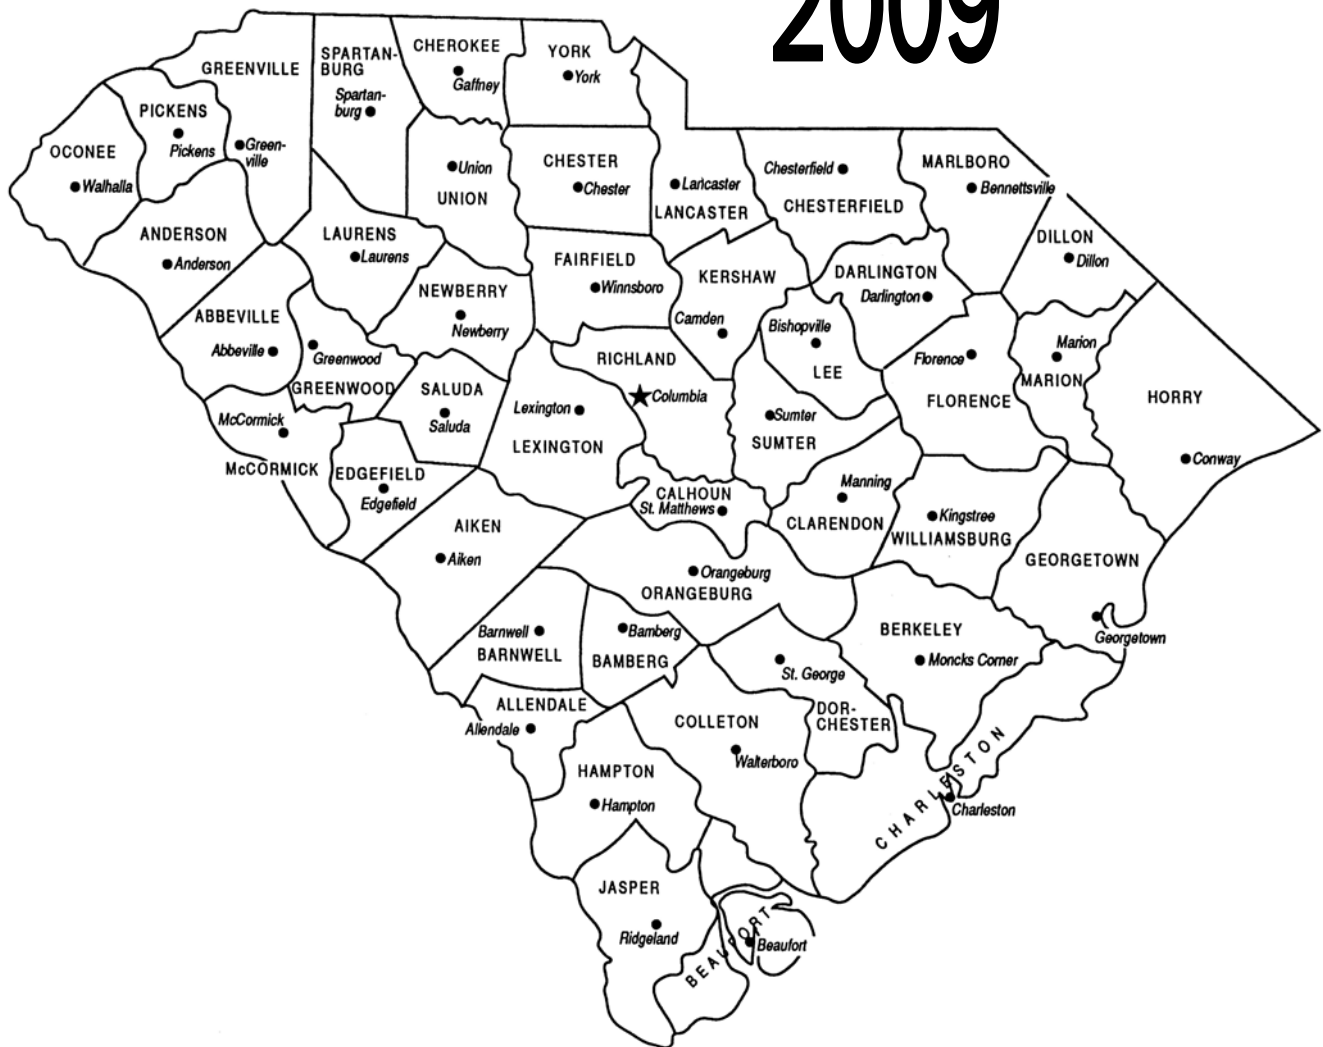 2009
GREENVILLE
SPARTAN-
BURG
Spartan-
burg
CHEROKEE
Gaffney
YORK
York
PICKENS
Pickens
Green-
ville
OCONEE
Walhalla
Union
UNION
CHESTER
Chester
Lancaster
LANCASTER
Chesterfield
CHESTERFIELD
MARLBORO
Bennettsville
ANDERSON
Anderson
LAURENS
Laurens
FAIRFIELD
Winnsboro
KERSHAW
Camden
DARLINGTON
Darlington
DILLON
Dillon
NEWBERRY
Newberry
ABBEVILLE
Abbeville
Greenwood
GREENWOOD
RICHLAND
Columbia
Bishopville
LEE
Florence
FLORENCE
Marion
MARION
HORRY
Conway
SALUDA
Saluda
Lexington
LEXINGTON
Sumter
SUMTER
McCormick
McCORMICK
EDGEFIELD
Edgefield
CALHOUN
St. Matthews
Manning
CLARENDON
Kingstree
WILLIAMSBURG
AIKEN
Aiken
Orangeburg
ORANGEBURG
GEORGETOWN
Georgetown
Barnwell
BARNWELL
Bamberg
BAMBERG
BERKELEY
Moncks Corner
St. George
DOR-
CHESTER
ALLENDALE
Allendale
COLLETON
Walterboro
HAMPTON
Hampton
CHARLESTON
Charleston
JASPER
Ridgeland
BEAUFORT
Beaufort